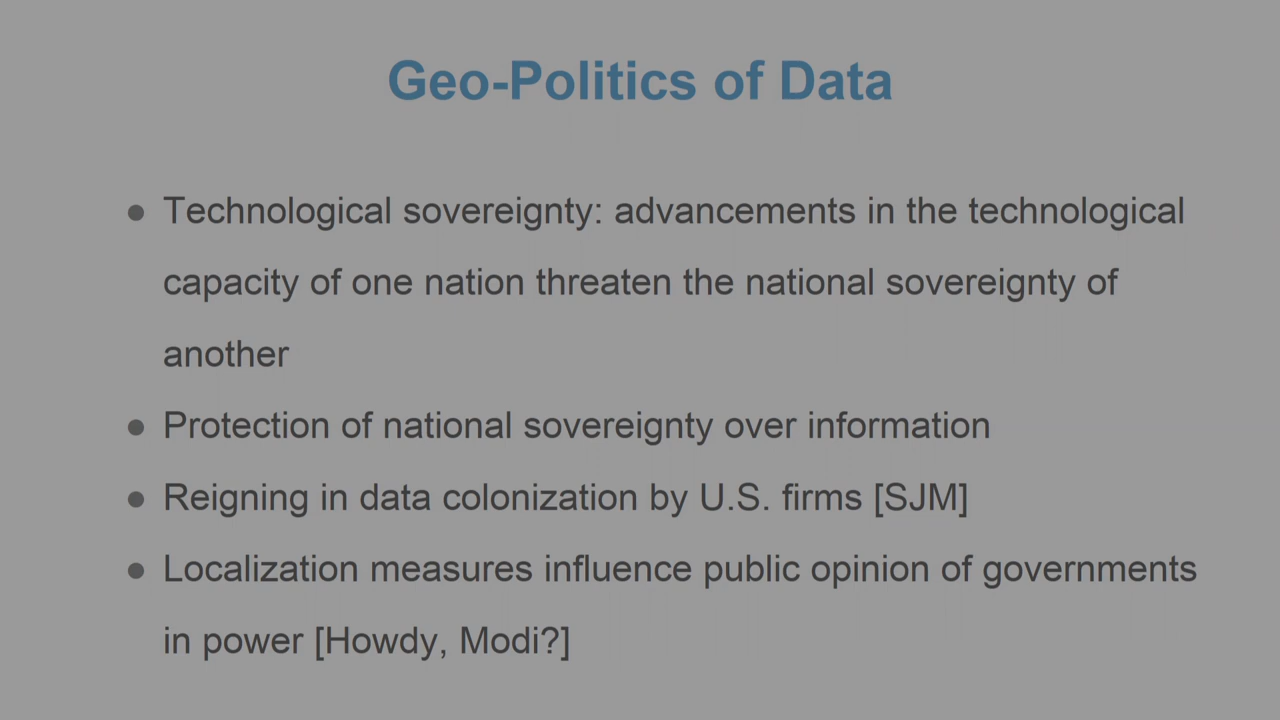 Geo-Politics of Data
● Technological sovereignty: advancements in the technological
capacity of one nation threaten the national sovereignty of
another
● Protection of national sovereignty over information
● Reigning in data colonization by U.S. firms [SJM]
● Localization measures influence public opinion of governments
in power [Howdy, Modi?]